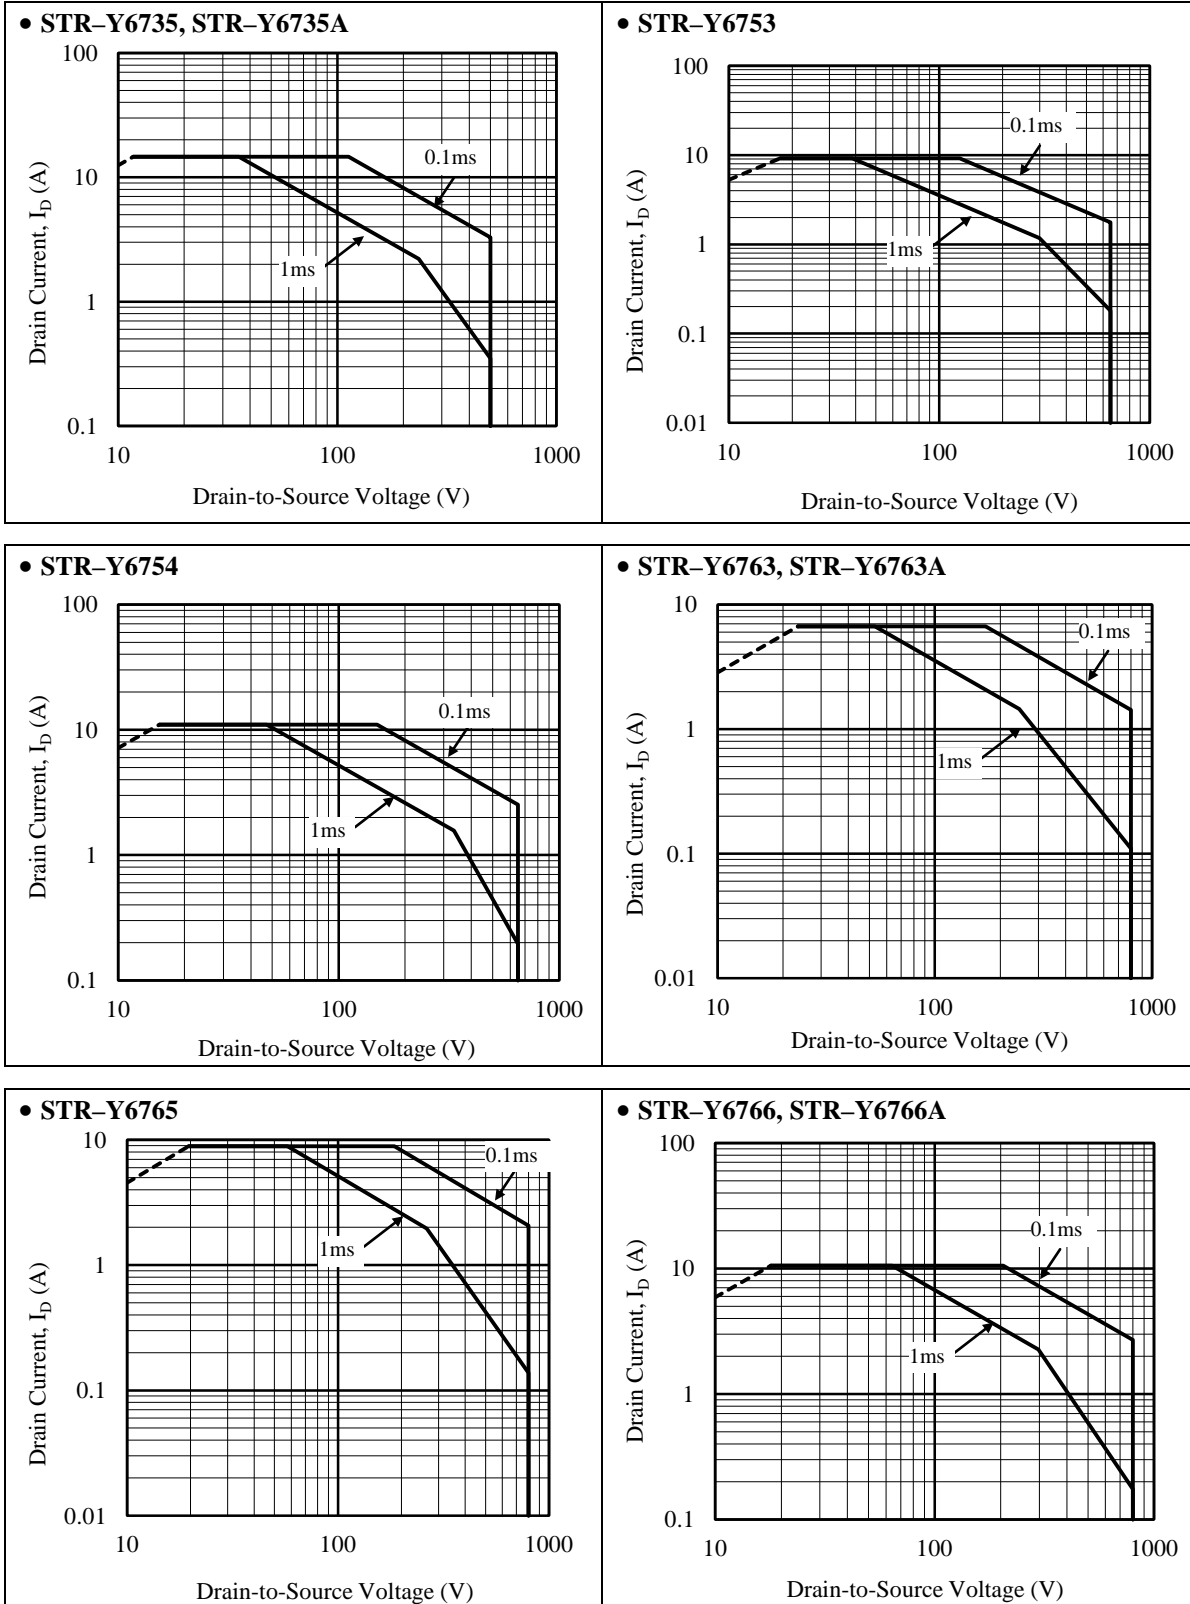 • STR–Y6735, STR–Y6735A
100
10
1
0.1
10
100
1000
0.1ms
1ms
Drain Current, I_D (A)
Drain-to-Source Voltage (V)
• STR–Y6753
100
10
1
0.1
0.01
10
100
1000
0.1ms
1ms
Drain Current, I_D (A)
Drain-to-Source Voltage (V)
• STR–Y6754
100
10
1
0.1
10
100
1000
0.1ms
1ms
Drain Current, I_D (A)
Drain-to-Source Voltage (V)
• STR–Y6763, STR–Y6763A
10
1
0.1
0.01
10
100
1000
0.1ms
1ms
Drain Current, I_D (A)
Drain-to-Source Voltage (V)
• STR–Y6765
10
1
0.1
0.01
10
100
1000
0.1ms
1ms
Drain Current, I_D (A)
Drain-to-Source Voltage (V)
• STR–Y6766, STR–Y6766A
100
10
1
0.1
10
100
1000
0.1ms
1ms
Drain Current, I_D (A)
Drain-to-Source Voltage (V)